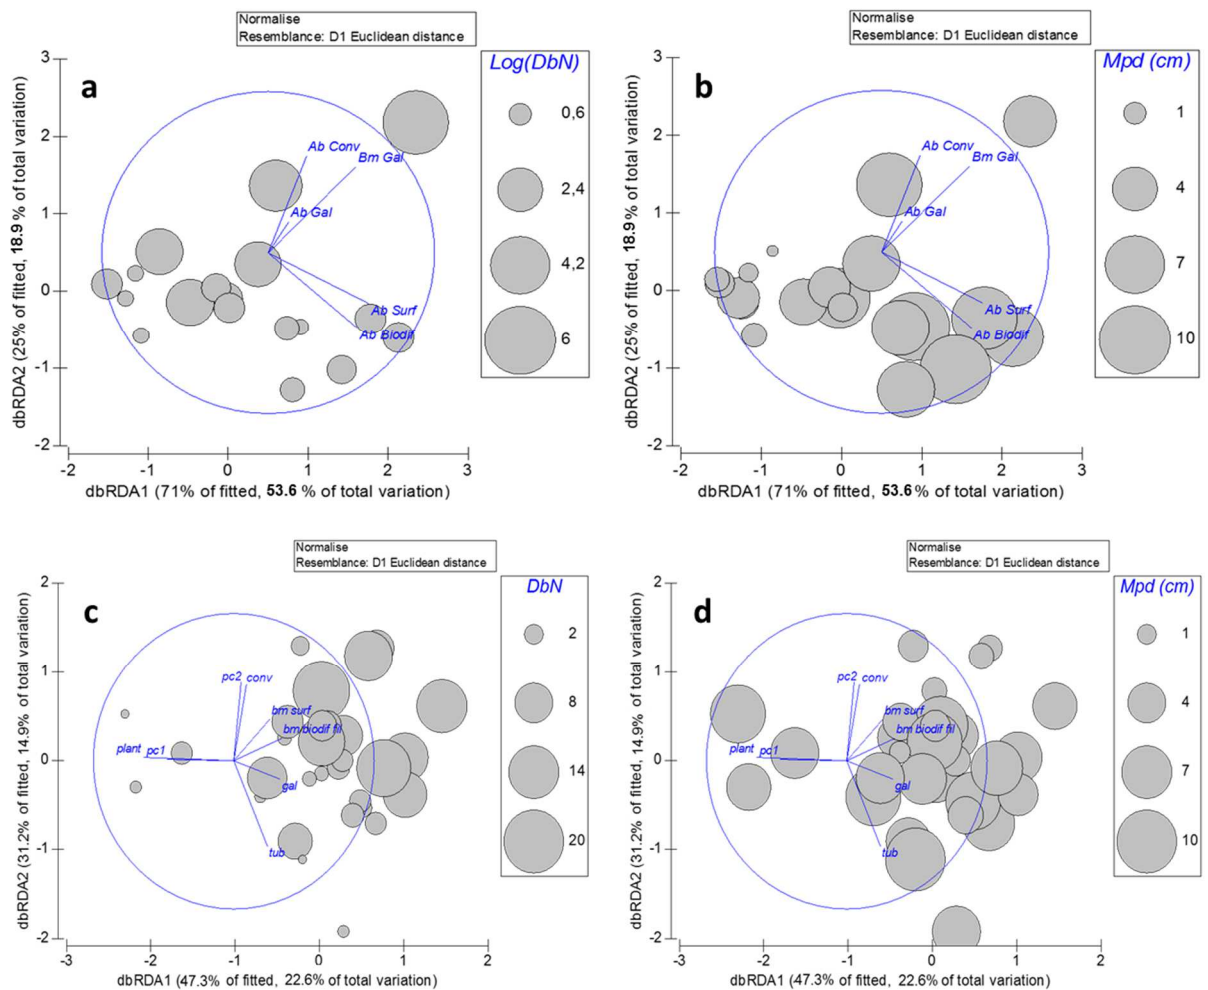 Normalise
Resemblance: D1 Euclidean distance
a
Log(DbN)
0,6
2,4
4,2
6
Ab Conv
Bm Gal
Ab Gal
Ab Surf
Ab Biodif
3
2
1
0
-1
-2
-2
-1
0
1
2
3
dbRDA2 (25% of fitted, 18.9 % of total variation)
dbRDA1 (71% of fitted, 53.6 % of total variation)
Normalise
Resemblance: D1 Euclidean distance
b
Mpd (cm)
1
4
7
10
Ab Conv
Bm Gal
Ab Gal
Ab Surf
Ab Biodif
3
2
1
0
-1
-2
-2
-1
0
1
2
3
dbRDA2 (25% of fitted, 18.9 % of total variation)
dbRDA1 (71% of fitted, 53.6 % of total variation)
Normalise
Resemblance: D1 Euclidean distance
c
DbN
2
8
14
20
pc2
conv
bm surf
bm biodif fil
plant
pc1
gal
tub
2
1
0
-1
-2
-3
-2
-1
0
1
2
dbRDA2 (31.2% of fitted, 14.9% of total variation)
dbRDA1 (47.3% of fitted, 22.6% of total variation)
Normalise
Resemblance: D1 Euclidean distance
d
Mpd (cm)
1
4
7
10
pc2
conv
bm surf
bm biodif fil
plant
pc1
gal
tub
2
1
0
-1
-2
-3
-2
-1
0
1
2
dbRDA2 (31.2% of fitted, 14.9% of total variation)
dbRDA1 (47.3% of fitted, 22.6% of total variation)